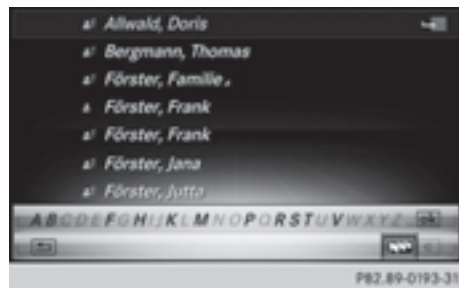 Allwald, Doris
Bergmann, Thomas
Förster, Familie
Förster, Frank
Förster, Frank
Förster, Jana
Förster, Jutta
A B C D E F G H I J K L M N O P Q R S T U V W X Y Z ok
P82.89-0193-31